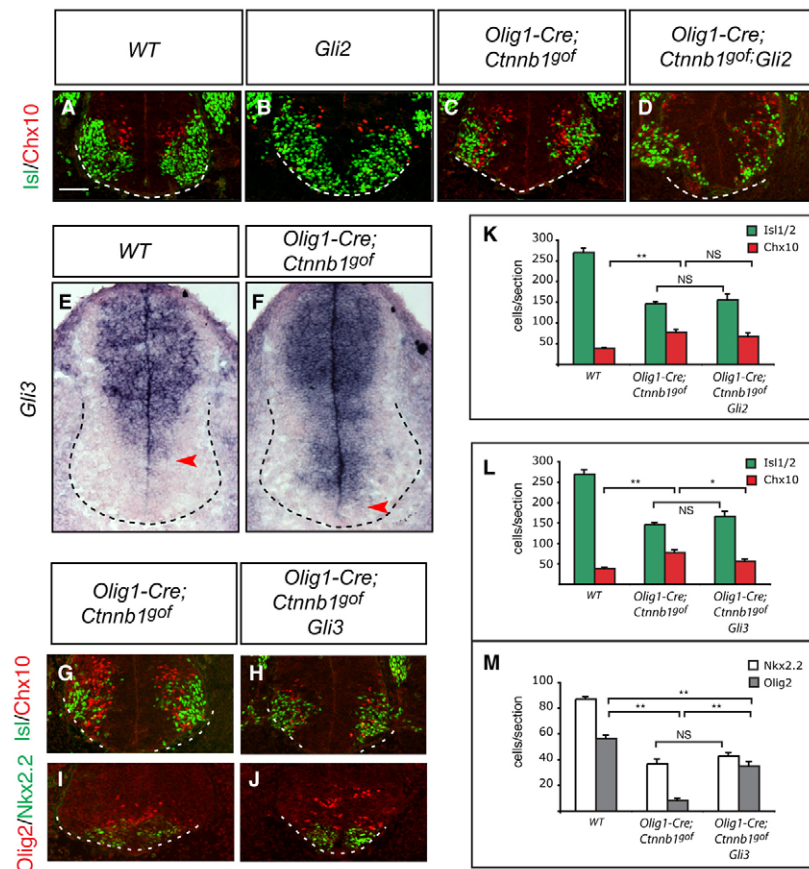 WT
Gli2
Olig1-Cre;
Ctnnb1gof
Olig1-Cre;
Ctnnb1gof;Gli2
Isl/Chx10
A
B
C
D
WT
Olig1-Cre;
Ctnnb1gof
Gli3
E
F
Olig1-Cre;
Ctnnb1gof
Olig1-Cre;
Ctnnb1gof
Gli3
Isl/Chx10
G
H
Olig2/Nkx2.2
I
J
K
Isl1/2
Chx10
cells/section
300
250
200
150
100
50
**
NS
NS
WT
Olig1-Cre;
Ctnnb1gof
Olig1-Cre;
Ctnnb1gof
Gli2
L
Isl1/2
Chx10
cells/section
300
250
200
150
100
50
**
*
NS
WT
Olig1-Cre;
Ctnnb1gof
Olig1-Cre;
Ctnnb1gof
Gli3
M
Nkx2.2
Olig2
cells/section
100
80
60
40
20
**
**
**
NS
WT
Olig1-Cre;
Ctnnb1gof
Olig1-Cre;
Ctnnb1gof
Gli3